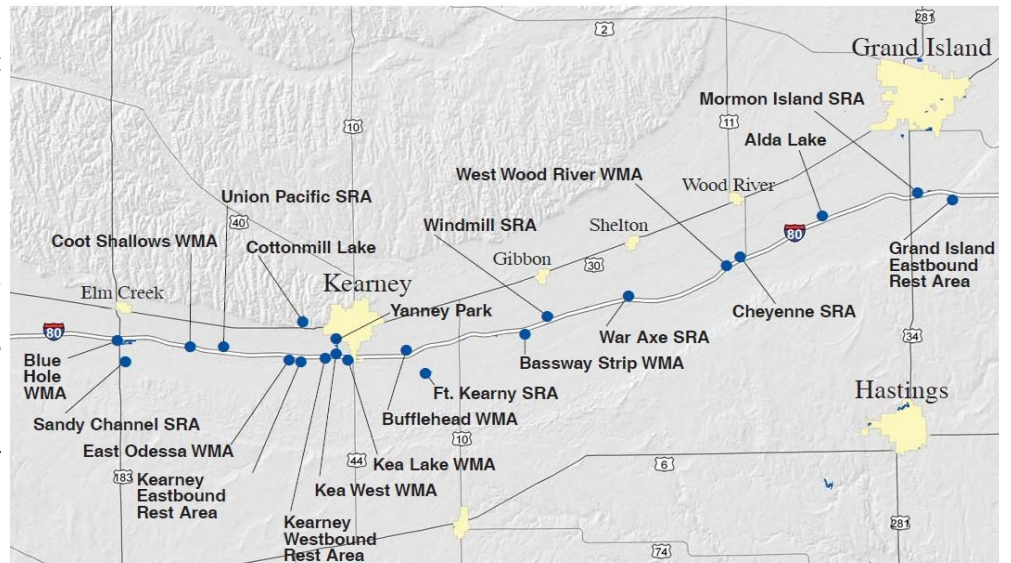 281
2
Grand Island
Mormon Island SRA
11
10
Alda Lake
West Wood River WMA
Wood River
Union Pacific SRA
40
Windmill SRA
Shelton
80
Coot Shallows WMA
Cottonmill Lake
Gibbon
30
Grand Island
Eastbound
Rest Area
Elm Creek
Kearney
Yanney Park
Cheyenne SRA
80
War Axe SRA
34
Blue
Hole
WMA
Bassway Strip WMA
Ft. Kearny SRA
Hastings
Sandy Channel SRA
Bufflehead WMA
East Odessa WMA
10
44
Kea Lake WMA
6
183
Kearney
Eastbound
Rest Area
Kea West WMA
Kearney
Westbound
Rest Area
281
74